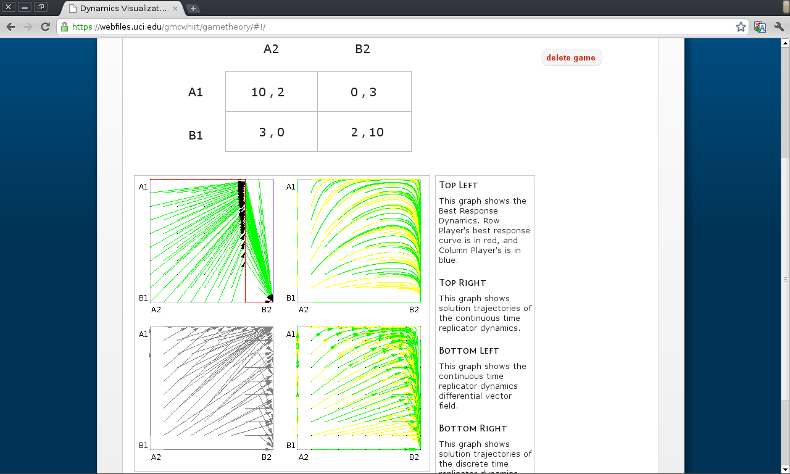 Dynamics Visualizat...
https://webfiles.uci.edu/gmcwhirt/gametheory/#1/
A2 B2
delete game
A1 10 , 2 0 , 3
B1 3 , 0 2 , 10
A1
B1
A2 B2
A1
B1
A2 B2
A1
B1
A2 B2
A1
B1
A2 B2
Top Left
This graph shows the
Best Response
Dynamics. Row
Player's best response
curve is in red, and
Column Player's is in
blue.
Top Right
This graph shows
solution trajectories of
the continuous time
replicator dynamics.
Bottom Left
This graph shows the
continuous time
replicator dynamics
differential vector
field.
Bottom Right
This graph shows
solution trajectories of
the discrete time
replicator dynamics